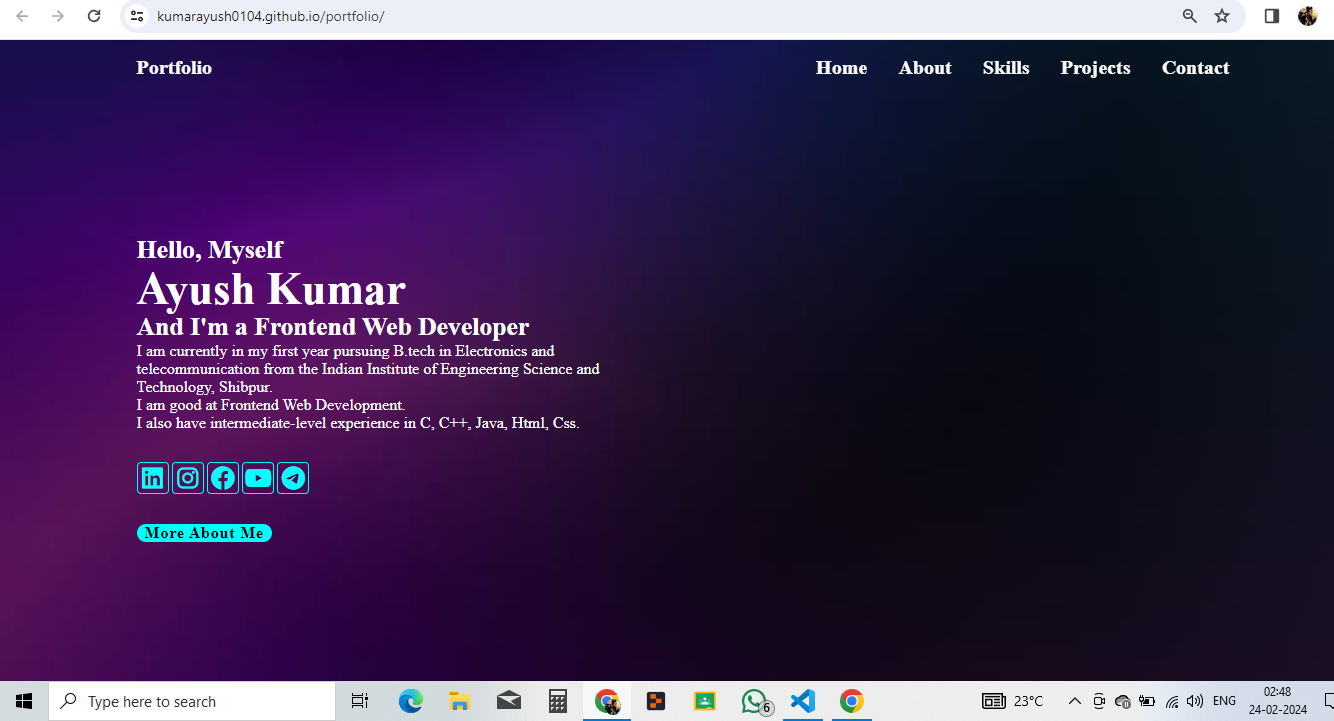 kumarayush0104.github.io/portfolio/
Portfolio
Home About Skills Projects Contact
Hello, Myself
Ayush Kumar
And I'm a Frontend Web Developer
I am currently in my first year pursuing B.tech in Electronics and
telecommunication from the Indian Institute of Engineering Science and
Technology, Shibpur.
I am good at Frontend Web Development.
I also have intermediate-level experience in C, C++, Java, Html, Css.
in
More About Me
Type here to search
6
23°C
ENG
02:48
24-02-2024